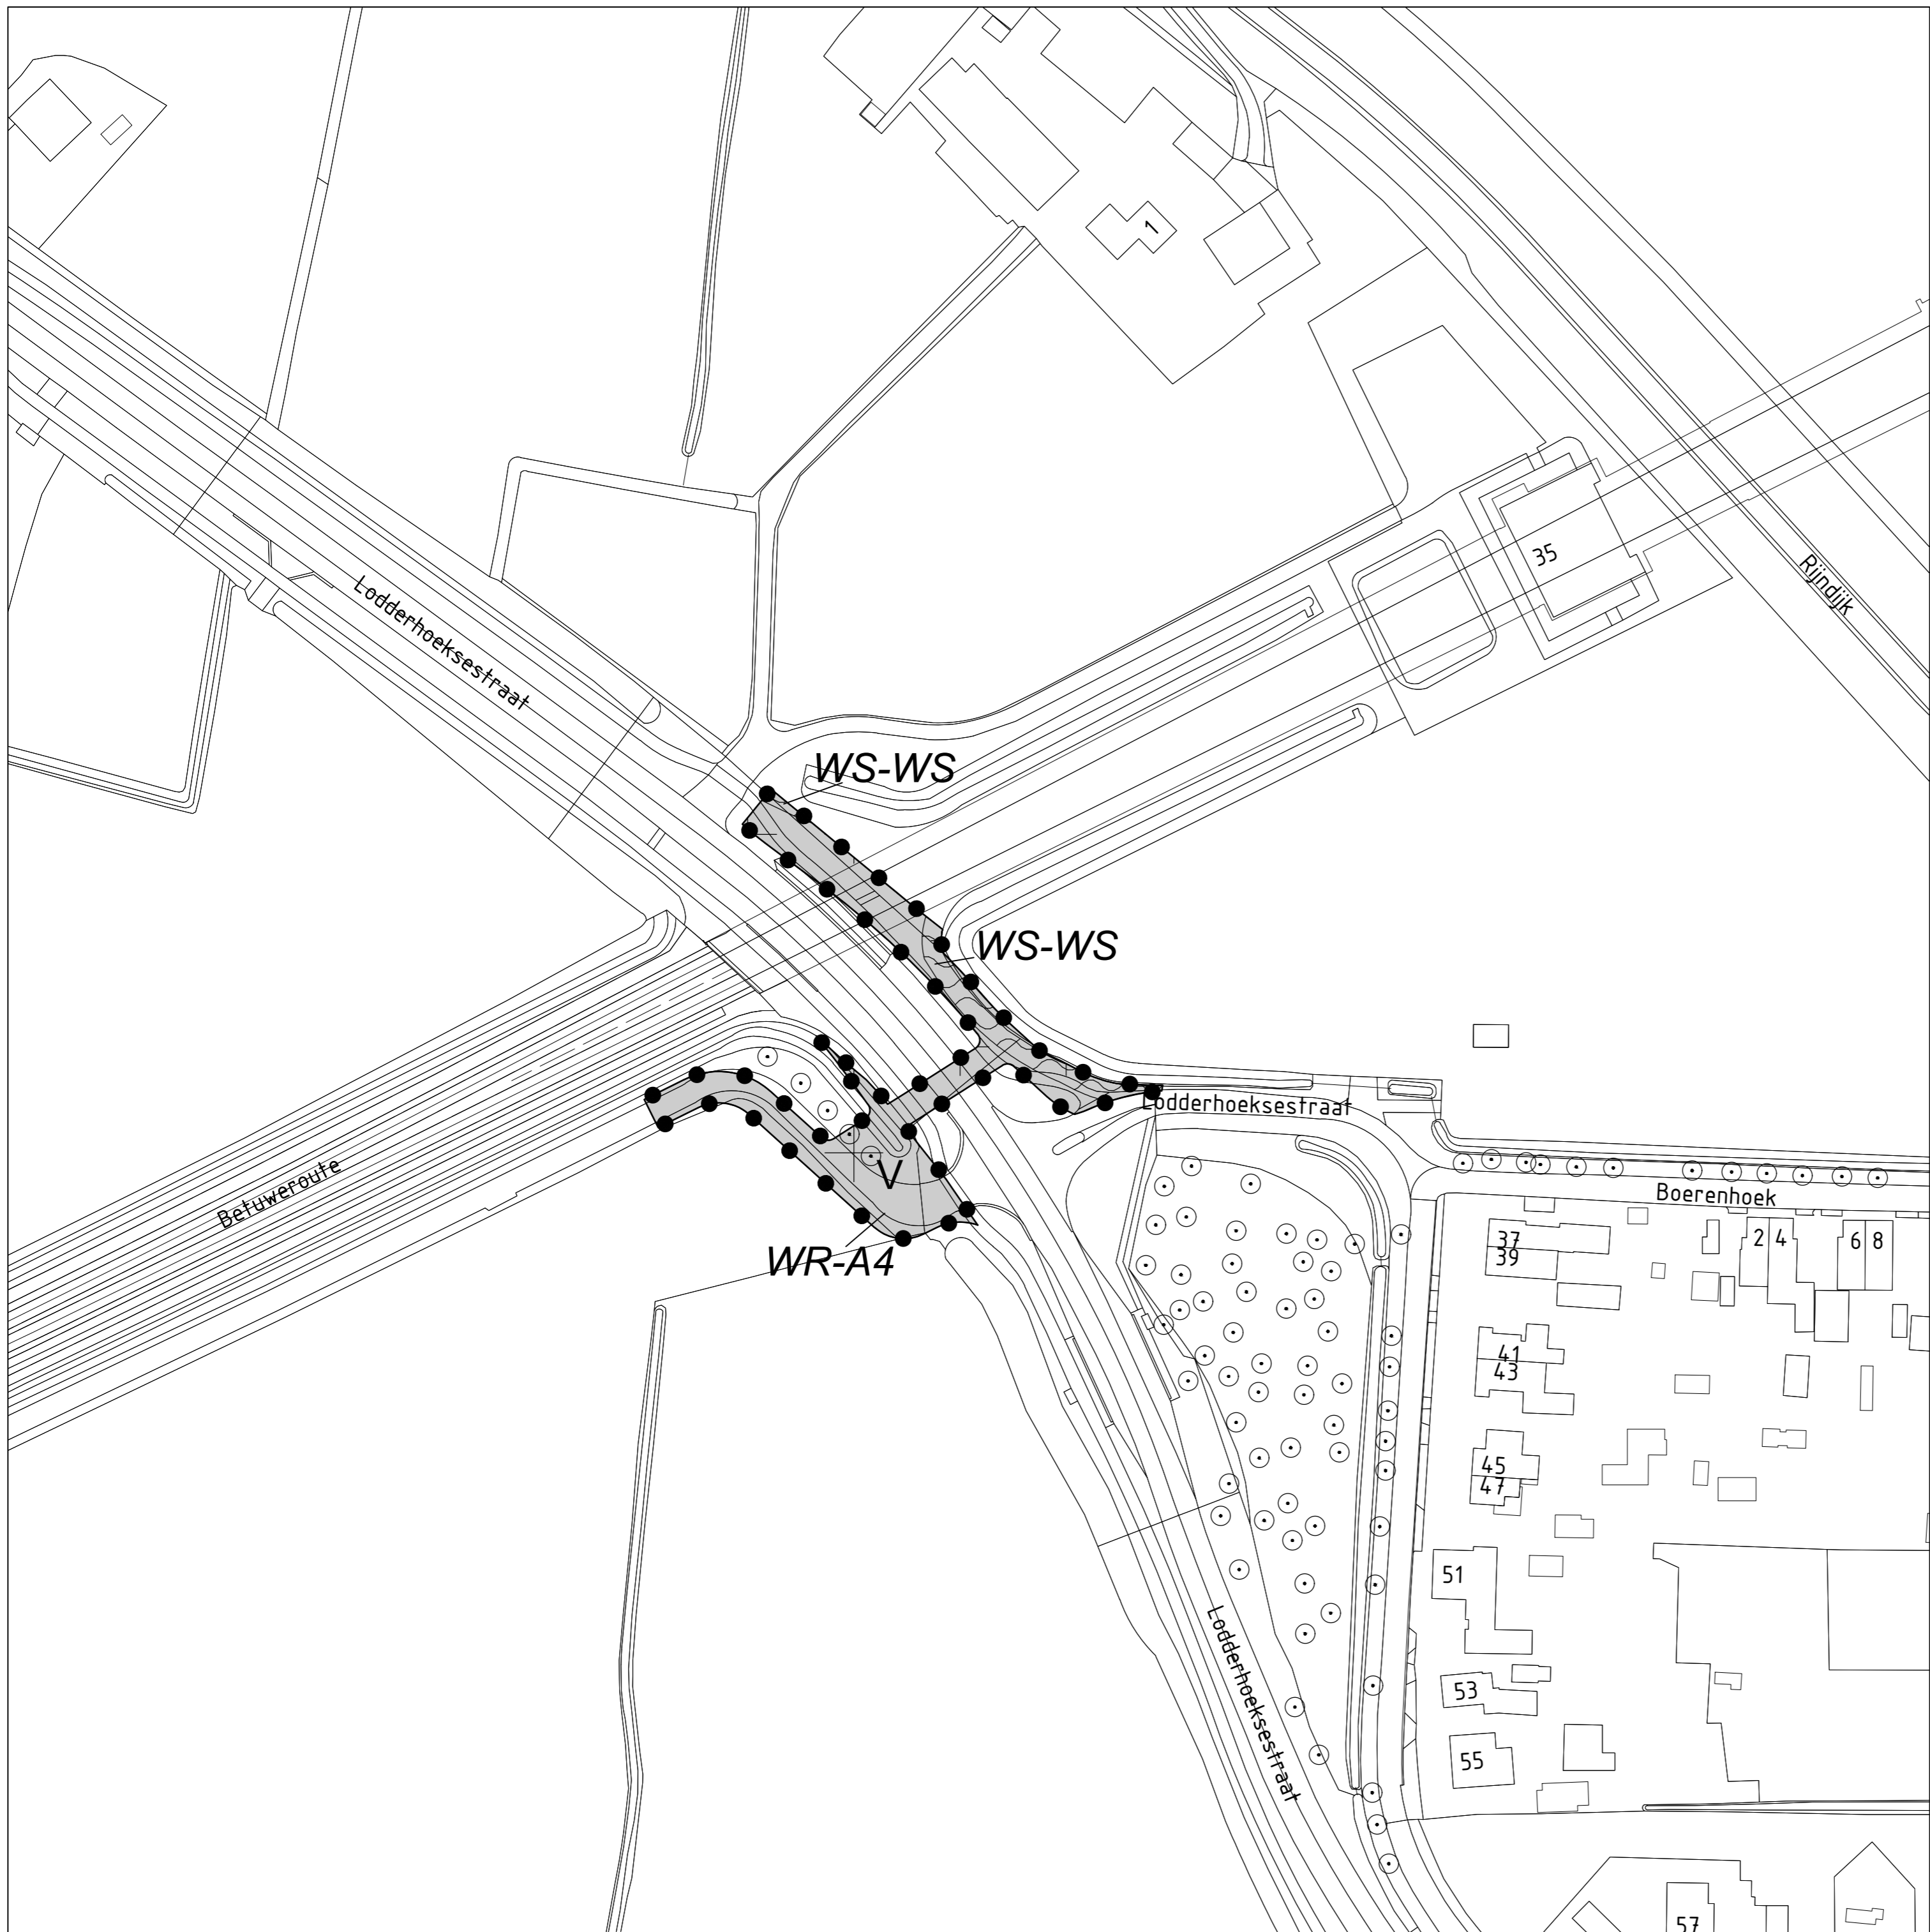 1
35
Rijndijk
Lodderhoeksestraat
WS-WS
WS-WS
Lodderhoeksestraat
Betuweroute
V
WR-A4
Boerenhoek
37
39
2
4
6
8
41
43
45
47
51
Lodderhoeksestraat
53
55
57